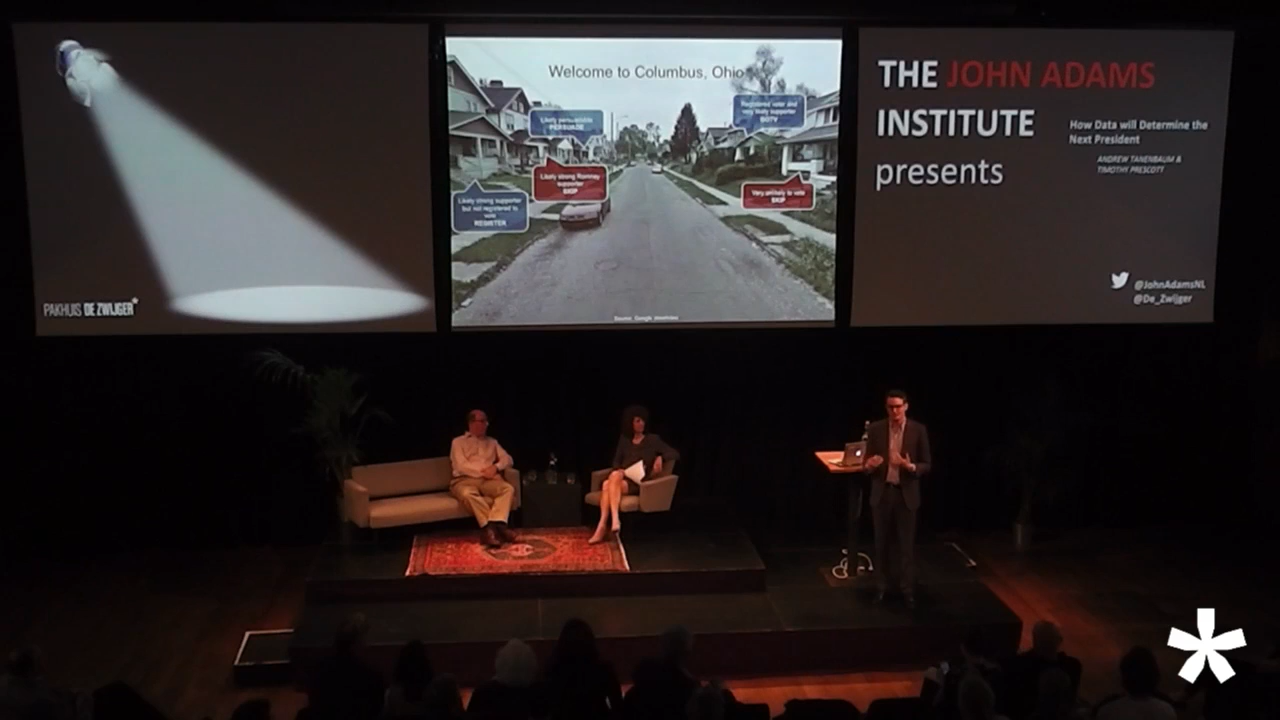 PAKHUIS DE ZWIJGER*
Welcome to Columbus, Ohio
Likely persuadable
PERSUADE
Registered voter and
very likely supporter
GOTV
Likely strong Romney
supporter
SKIP
Very unlikely to vote
SKIP
Likely strong supporter
but not registered to
vote
REGISTER
Source: Google
THE JOHN ADAMS
INSTITUTE
presents
How Data will Determine the
Next President
ANDREW TANENBAUM &
TIMOTHY PRESCOTT
@JohnAdamsNL
@De_Zwijger